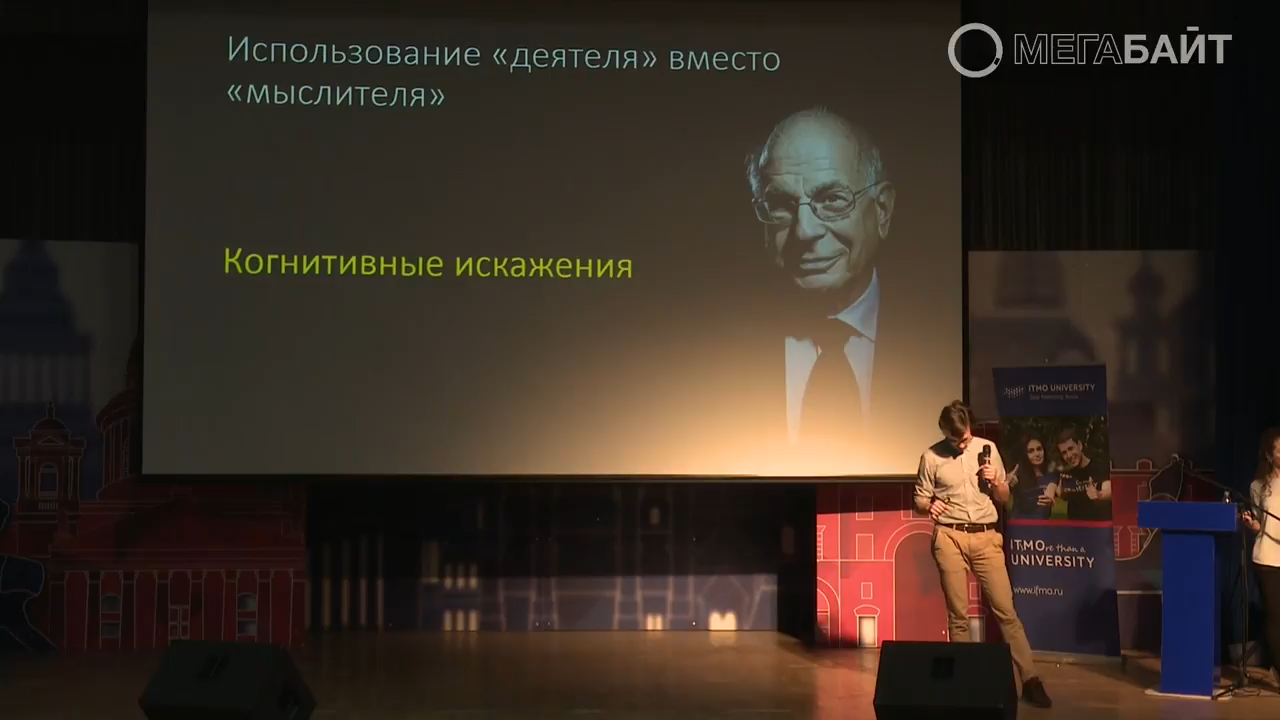 Использование «деятеля» вместо
«мыслителя»
МЕГАБАЙТ
Когнитивные искажения
ITMO UNIVERSITY
ITMOre than a
UNIVERSITY
www.ifmo.ru